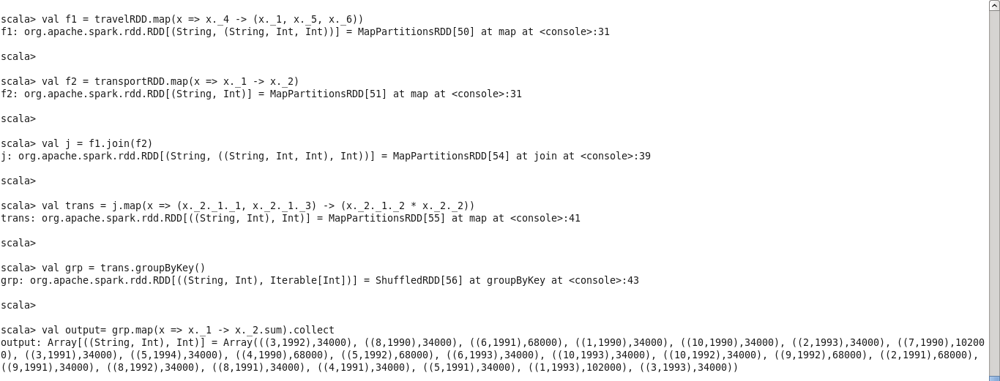 scala> val f1 = travelRDD.map(x => x._4 -> (x._1, x._5, x._6))
f1: org.apache.spark.rdd.RDD[(String, (String, Int, Int))] = MapPartitionsRDD[50] at map at <console>:31
scala>
scala> val f2 = transportRDD.map(x => x._1 -> x._2)
f2: org.apache.spark.rdd.RDD[(String, Int)] = MapPartitionsRDD[51] at map at <console>:31
scala>
scala> val j = f1.join(f2)
j: org.apache.spark.rdd.RDD[(String, ((String, Int, Int), Int))] = MapPartitionsRDD[54] at join at <console>:39
scala>
scala> val trans = j.map(x => (x._2._1._1, x._2._1._3) -> (x._2._1._2 * x._2._2))
trans: org.apache.spark.rdd.RDD[((String, Int), Int)] = MapPartitionsRDD[55] at map at <console>:41
scala>
scala> val grp = trans.groupByKey()
grp: org.apache.spark.rdd.RDD[((String, Int), Iterable[Int])] = ShuffledRDD[56] at groupByKey at <console>:43
scala>
scala> val output= grp.map(x => x._1 -> x._2.sum).collect
output: Array[((String, Int), Int)] = Array(((3,1992),34000), ((8,1990),34000), ((6,1991),68000), ((1,1990),34000), ((10,1990),34000), ((2,1993),34000), ((7,1990),10200
0), ((3,1991),34000), ((5,1994),34000), ((4,1990),68000), ((5,1992),68000), ((6,1993),34000), ((10,1993),34000), ((10,1992),34000), ((9,1992),68000), ((2,1991),68000),
((9,1991),34000), ((8,1992),34000), ((8,1991),34000), ((4,1991),34000), ((5,1991),34000), ((1,1993),102000), ((3,1993),34000))